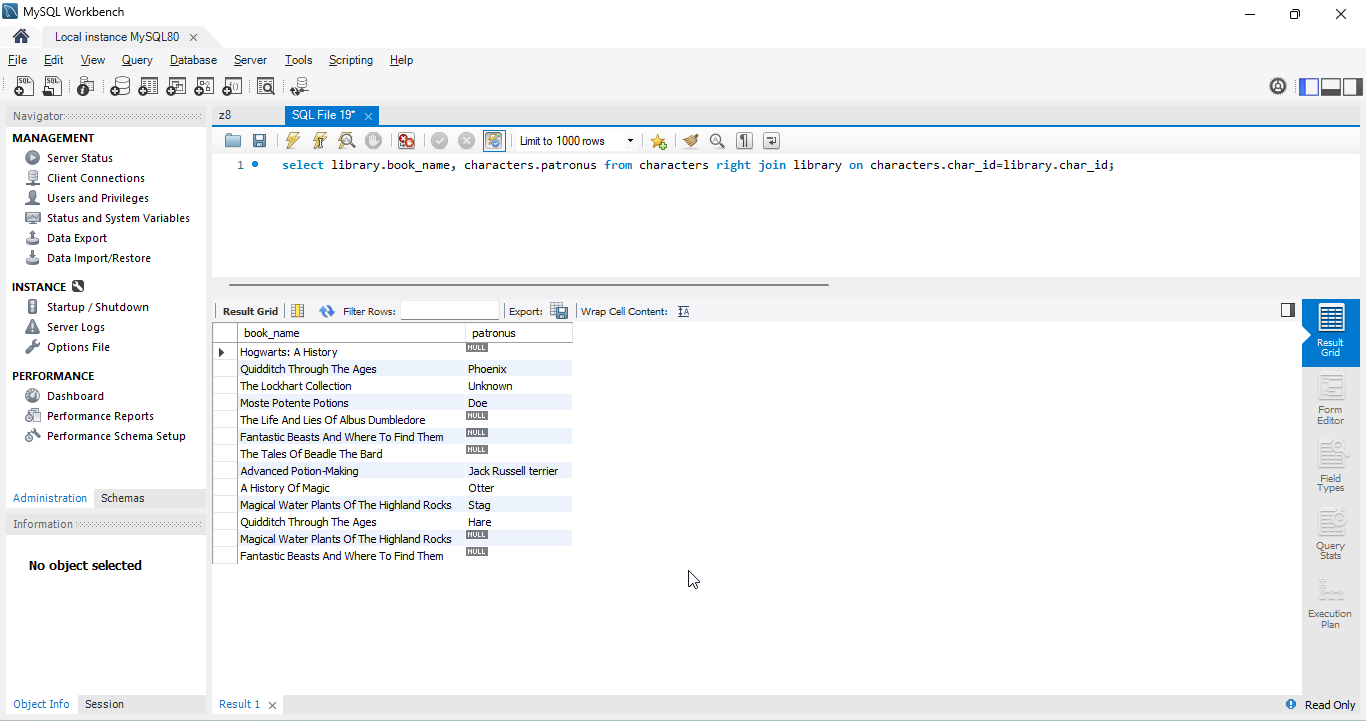 MySQL Workbench
Local instance MySQL80
File Edit View Query Database Server Tools Scripting Help
Navigator
MANAGEMENT
Server Status
Client Connections
Users and Privileges
Status and System Variables
Data Export
Data Import/Restore
INSTANCE
Startup / Shutdown
Server Logs
Options File
PERFORMANCE
Dashboard
Performance Reports
Performance Schema Setup
Administration Schemas
Information
No object selected
Object Info Session
z8 SQL File 19*
Limit to 1000 rows
1 select library.book_name, characters.patronus from characters right join library on characters.char_id=library.char_id;
Result Grid Filter Rows: Export: Wrap Cell Content:
book_name patronus
Hogwarts: A History NULL
Quidditch Through The Ages Phoenix
The Lockhart Collection Unknown
Moste Potente Potions Doe
The Life And Lies Of Albus Dumbledore NULL
Fantastic Beasts And Where To Find Them NULL
The Tales Of Beadle The Bard NULL
Advanced Potion-Making Jack Russell terrier
A History Of Magic Otter
Magical Water Plants Of The Highland Rocks Stag
Quidditch Through The Ages Hare
Magical Water Plants Of The Highland Rocks NULL
Fantastic Beasts And Where To Find Them NULL
Result
Grid
Form
Editor
Field
Types
Query
Stats
Execution
Plan
Result 1
Read Only